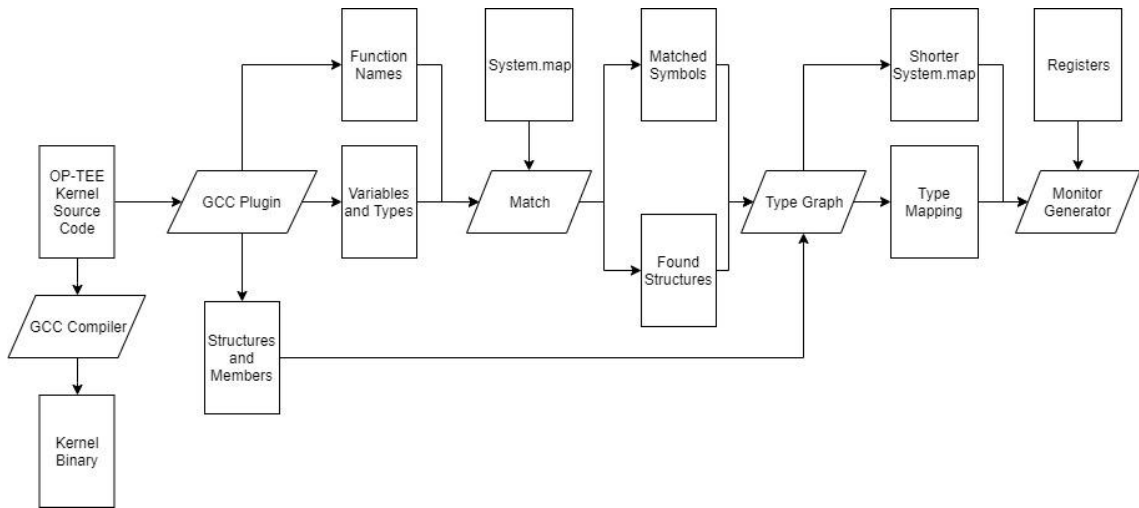 Function
Names
System.map
Matched
Symbols
Shorter
System.map
Registers
OP-TEE
Kernel
Source
Code
GCC Plugin
Variables
and Types
Match
Type Graph
Type
Mapping
Monitor
Generator
Found
Structures
GCC Compiler
Structures
and
Members
Kernel
Binary